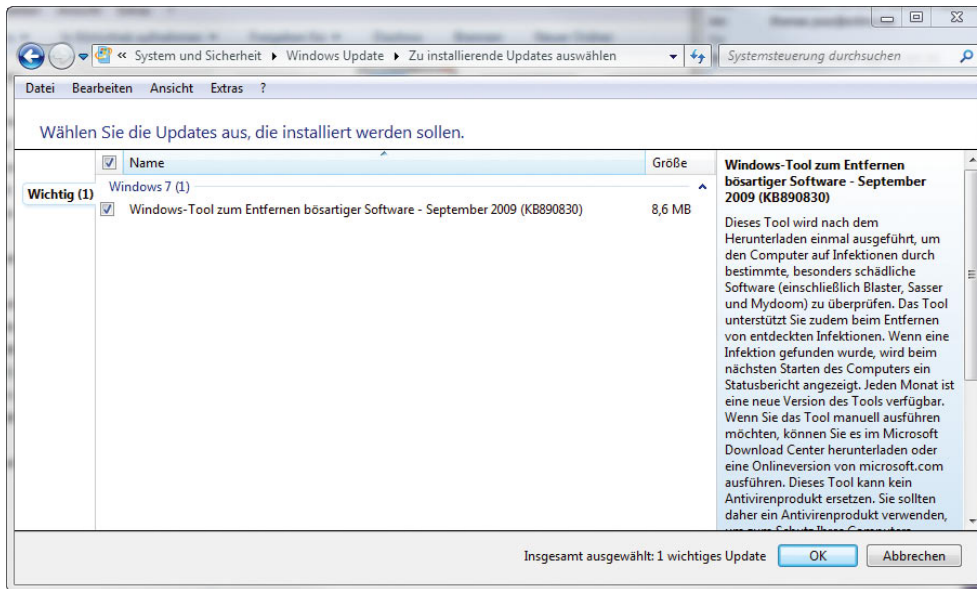 « System und Sicherheit ▸ Windows Update ▸ Zu installierende Updates auswählen
Systemsteuerung durchsuchen
Datei Bearbeiten Ansicht Extras ?
Wählen Sie die Updates aus, die installiert werden sollen.
Name Größe
Wichtig (1)
Windows 7 (1)
Windows-Tool zum Entfernen bösartiger Software - September 2009 (KB890830) 8,6 MB
Windows-Tool zum Entfernen
bösartiger Software - September
2009 (KB890830)
Dieses Tool wird nach dem
Herunterladen einmal ausgeführt, um
den Computer auf Infektionen durch
bestimmte, besonders schädliche
Software (einschließlich Blaster, Sasser
und Mydoom) zu überprüfen. Das Tool
unterstützt Sie zudem beim Entfernen
von entdeckten Infektionen. Wenn eine
Infektion gefunden wurde, wird beim
nächsten Starten des Computers ein
Statusbericht angezeigt. Jeden Monat ist
eine neue Version des Tools verfügbar.
Wenn Sie das Tool manuell ausführen
möchten, können Sie es im Microsoft
Download Center herunterladen oder
eine Onlineversion von microsoft.com
ausführen. Dieses Tool kann kein
Antivirenprodukt ersetzen. Sie sollten
daher ein Antivirenprodukt verwenden,
Insgesamt ausgewählt: 1 wichtiges Update
OK
Abbrechen